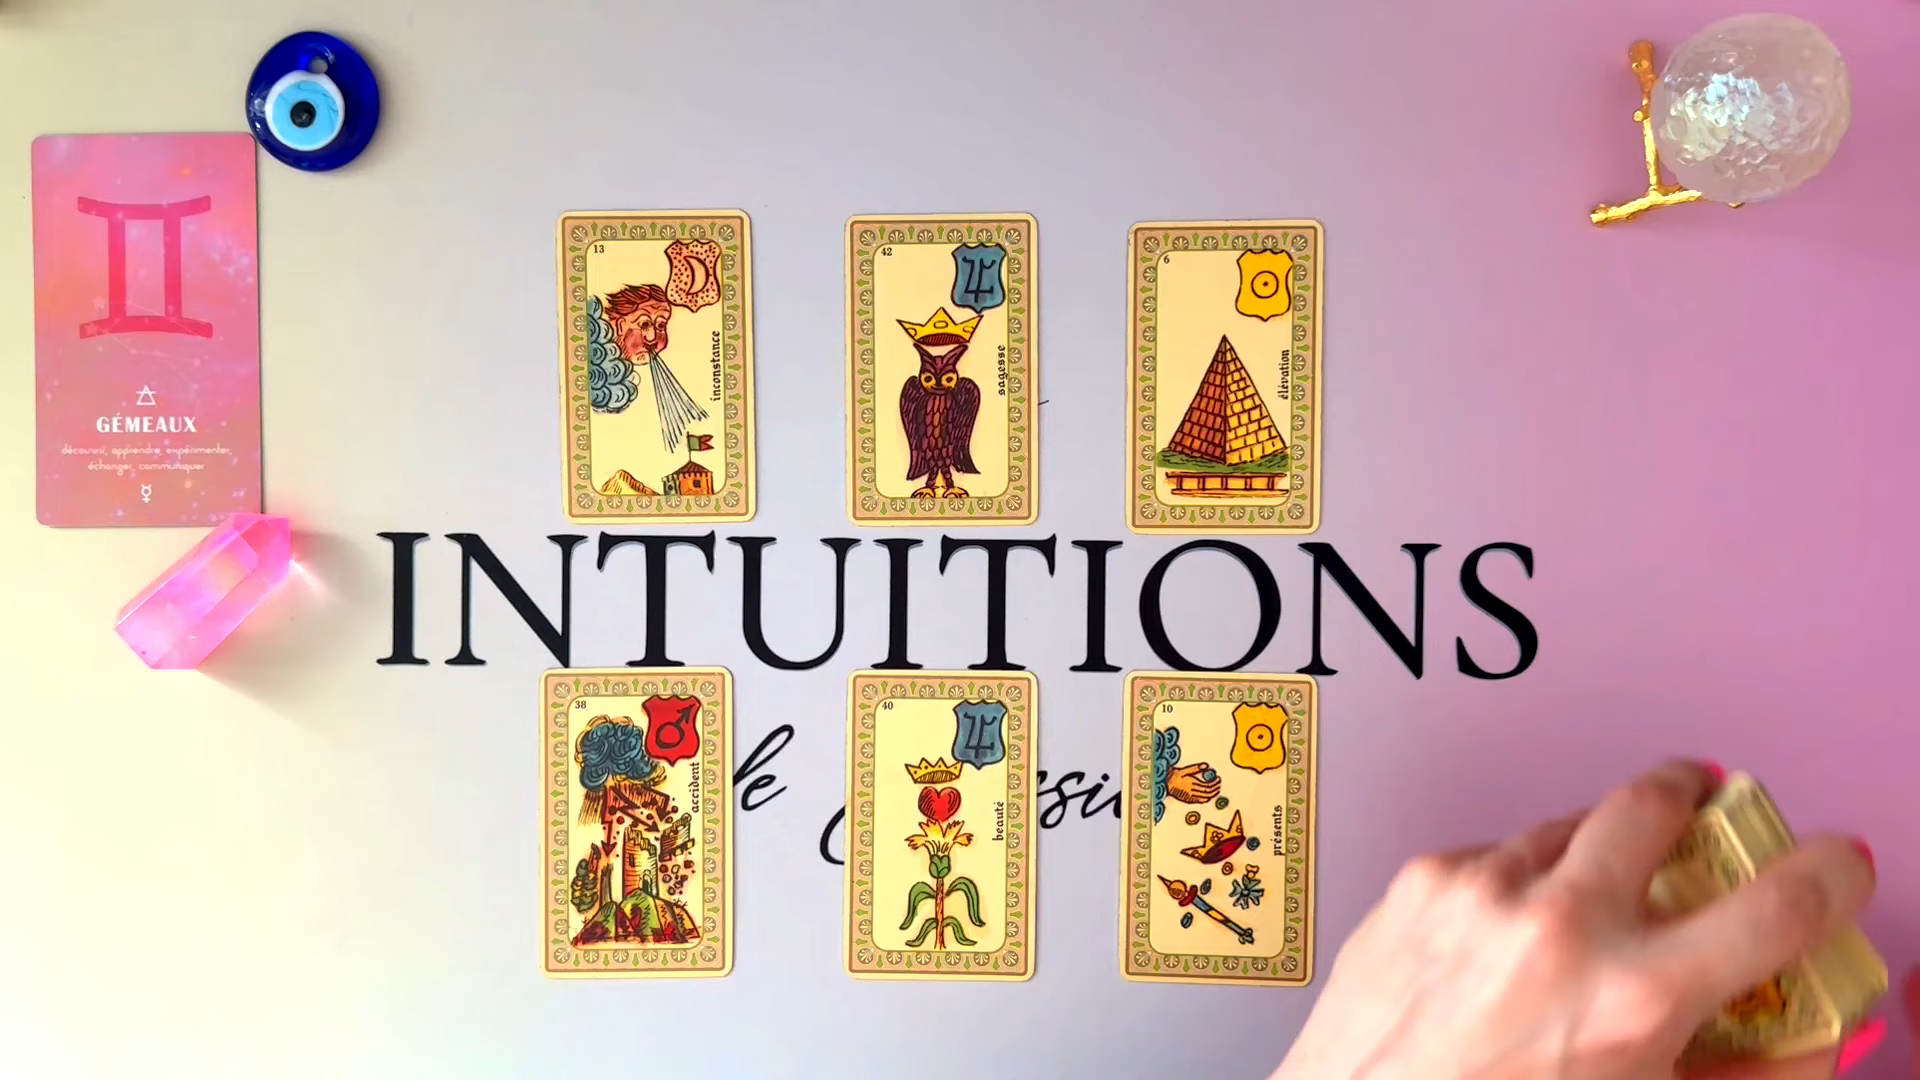 GÉMEAUX
découvrir, apprendre, expérimenter,
échanger, communiquer
13
inconstance
42
sagesse
6
élévation
INTUITIONS
38
accident
de
40
beauté
10
présents